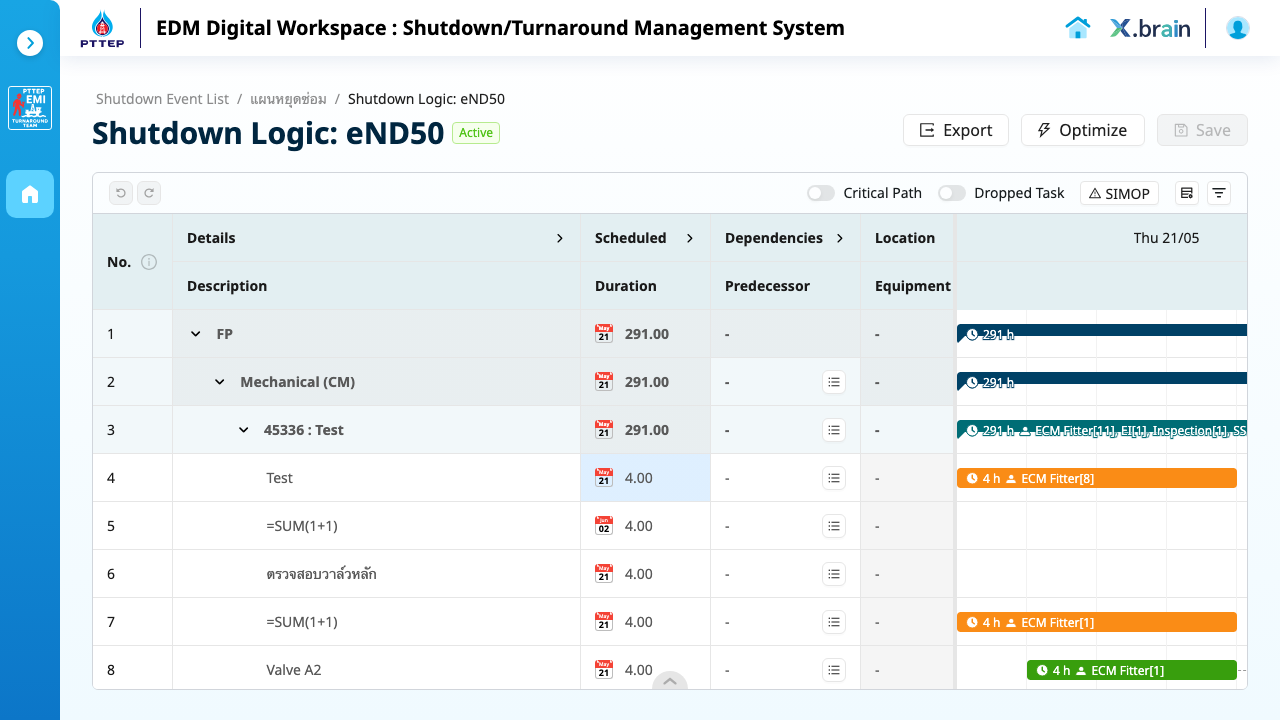 PTTEP
EDM Digital Workspace : Shutdown/Turnaround Management System
X.brain
PTTEP
EMI
TURNAROUND
TEAM
Shutdown Event List / แผนหยุดซ่อม / Shutdown Logic: eND50
Shutdown Logic: eND50 Active
Export Optimize Save
Critical Path Dropped Task SIMOP
No. Details Scheduled Dependencies Location Thu 21/05
Description Duration Predecessor Equipment
1 FP May 21 291.00 - - 291 h
2 Mechanical (CM) May 21 291.00 - - 291 h
3 45336 : Test May 21 291.00 - - 291 h ECM Fitter[11], EI[1], Inspection[1], SS
4 Test May 21 4.00 - - 4 h ECM Fitter[8]
5 =SUM(1+1) Jun 02 4.00 - -
6 ตรวจสอบวาล์วหลัก May 21 4.00 - -
7 =SUM(1+1) May 21 4.00 - - 4 h ECM Fitter[1]
8 Valve A2 May 21 4.00 - - 4 h ECM Fitter[1]